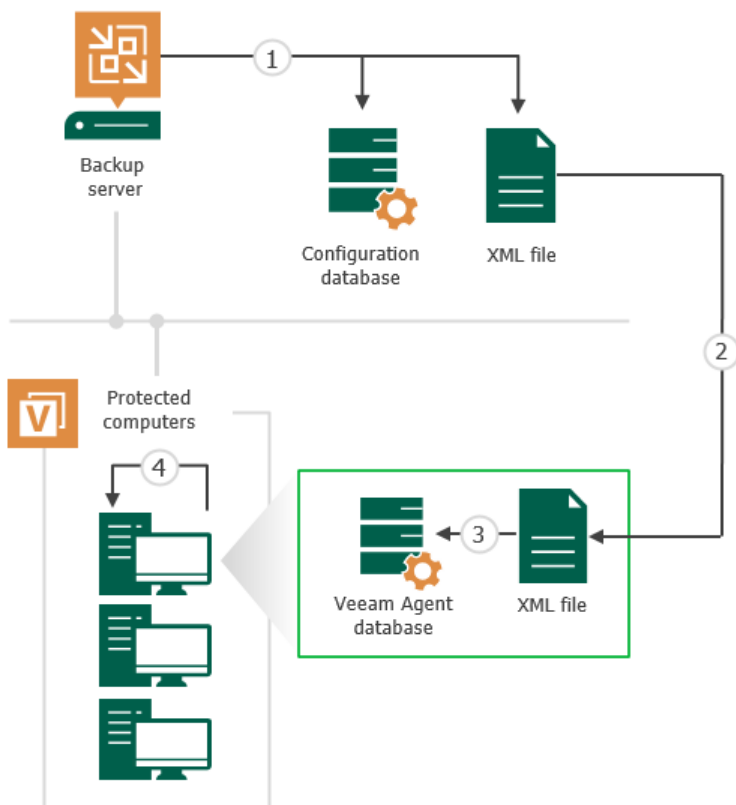 1
Backup
server
Configuration
database
XML file
2
Protected
computers
V
4
3
Veeam Agent
database
XML file